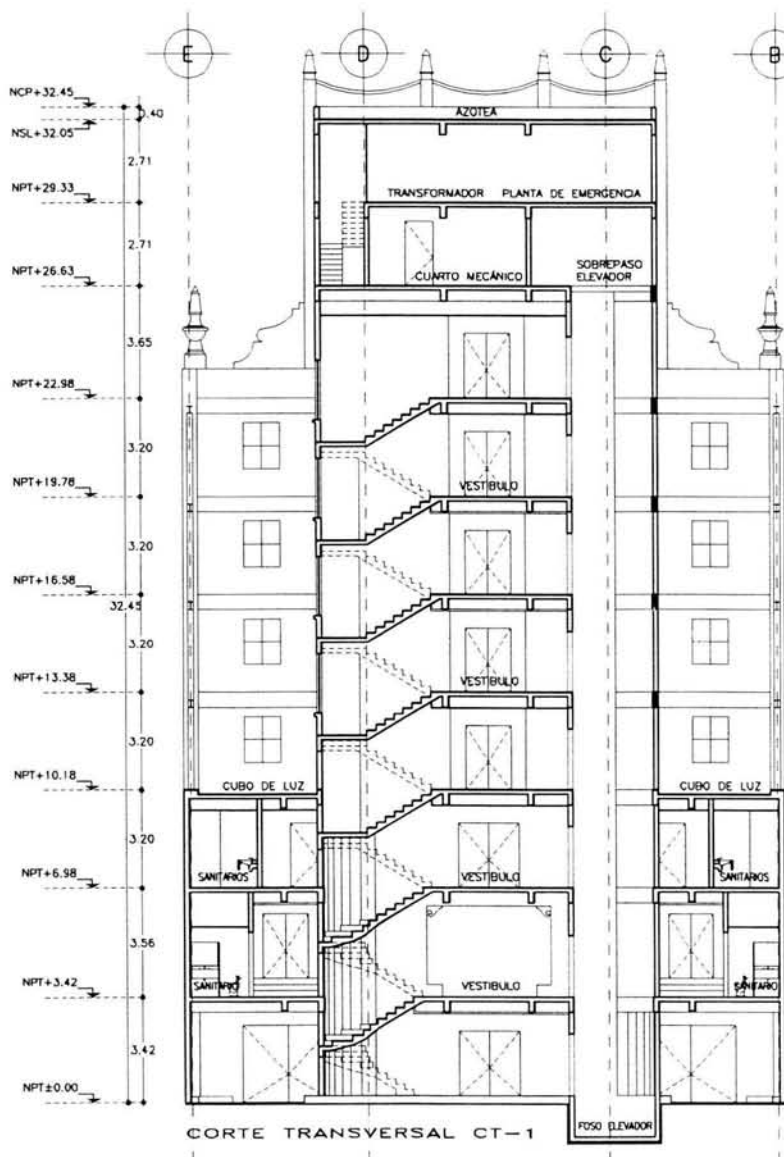 E D C B
NCP+32.45
0.40
AZOTEA
NSL+32.05
2.71
NPT+29.33
TRANSFORMADOR PLANTA DE EMERGENCIA
2.71
NPT+26.63
CUARTO MECÁNICO
SOBREPASO
ELEVADOR
3.65
NPT+22.98
3.20
NPT+19.78
VESTIBULO
3.20
NPT+16.58
32.45
3.20
NPT+13.38
VESTIBULO
3.20
NPT+10.18
CUBO DE LUZ
CUBO DE LUZ
3.20
SANITARIOS
VESTIBULO
SANITARIOS
NPT+6.98
3.56
NPT+3.42
SANITARIO
VESTIBULO
SANITARIO
3.42
NPT±0.00
FOSO ELEVADOR
CORTE TRANSVERSAL CT-1